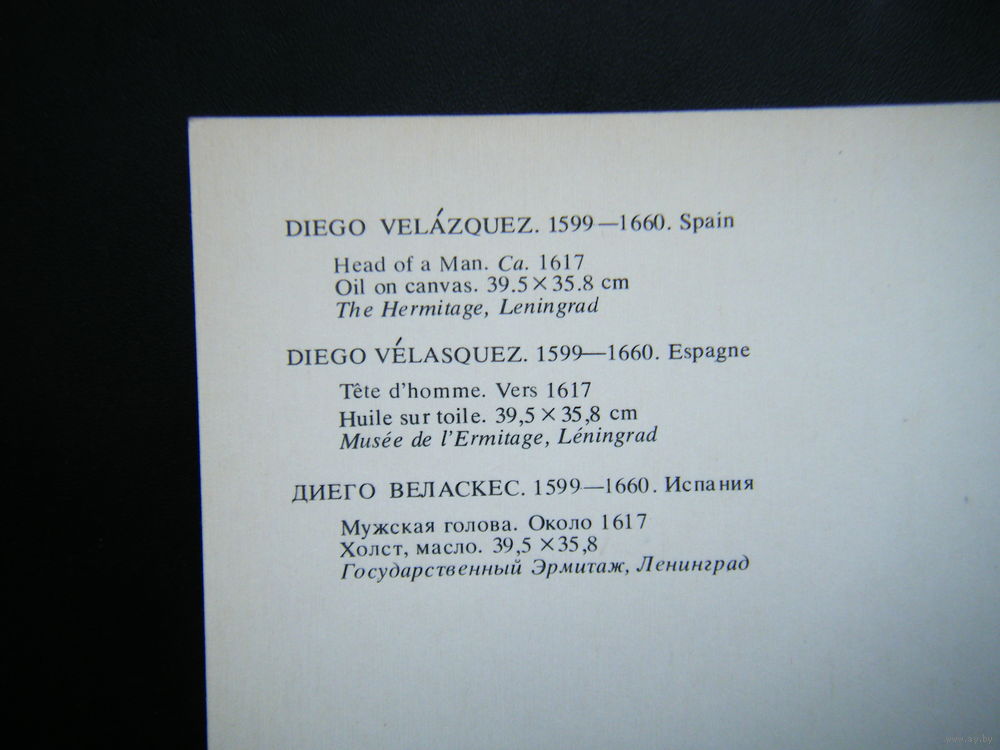 DIEGO VELÁZQUEZ. 1599—1660. Spain
Head of a Man. Ca. 1617
Oil on canvas. 39.5×35.8 cm
The Hermitage, Leningrad
DIEGO VÉLASQUEZ. 1599—1660. Espagne
Tête d'homme. Vers 1617
Huile sur toile. 39,5×35,8 cm
Musée de l'Ermitage, Léningrad
ДИЕГО ВЕЛАСКЕС. 1599—1660. Испания
Мужская голова. Около 1617
Холст, масло. 39,5×35,8
Государственный Эрмитаж, Ленинград
www.ay.by